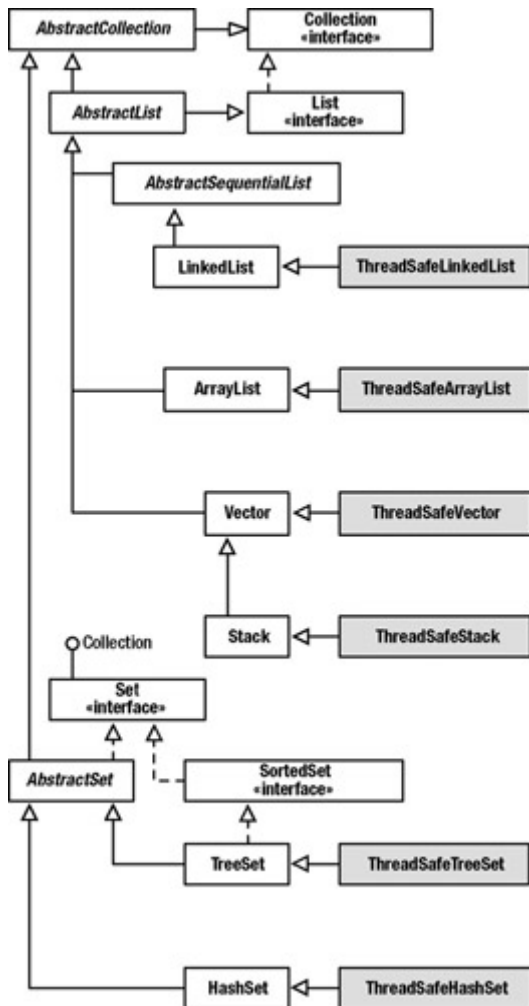 AbstractCollection
Collection
«interface»
AbstractList
List
«interface»
AbstractSequentialList
LinkedList
ThreadSafeLinkedList
ArrayList
ThreadSafeArrayList
Vector
ThreadSafeVector
Stack
ThreadSafeStack
Collection
Set
«interface»
AbstractSet
SortedSet
«interface»
TreeSet
ThreadSafeTreeSet
HashSet
ThreadSafeHashSet